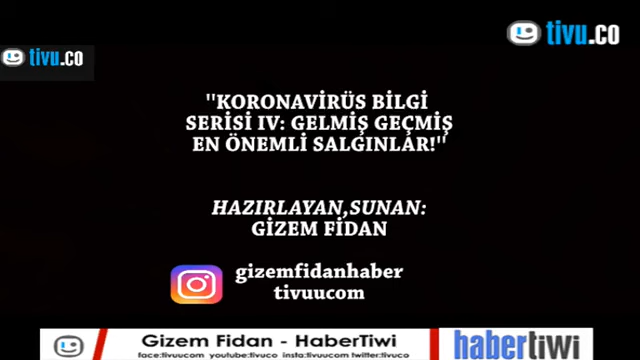 tivu.co
tivu.co
"KORONAVİRÜS BİLGİ
SERİSİ IV: GELMİŞ GEÇMİŞ
EN ÖNEMLİ SALGINLAR!"
HAZIRLAYAN,SUNAN:
GİZEM FİDAN
gizemfidanhaber
tivuucom
Gizem Fidan - HaberTiwi
face:tivuucom youtube:tivuco insta:tivuucom twitter:tivuco
habertiwi